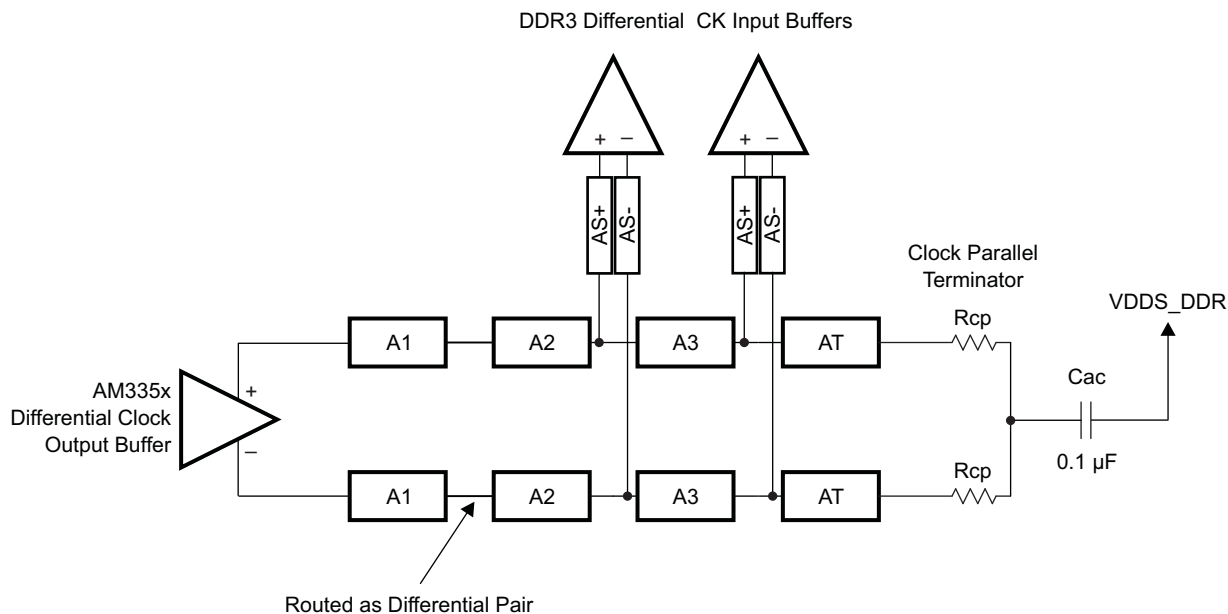 DDR3 Differential CK Input Buffers
+ – + –
AS+ AS- AS+ AS-
Clock Parallel
Terminator
VDDS_DDR
Rcp
A1 A2 A3 AT
Cac
AM335x
Differential Clock
Output Buffer
+
–
0.1 µF
Rcp
A1 A2 A3 AT
Routed as Differential Pair